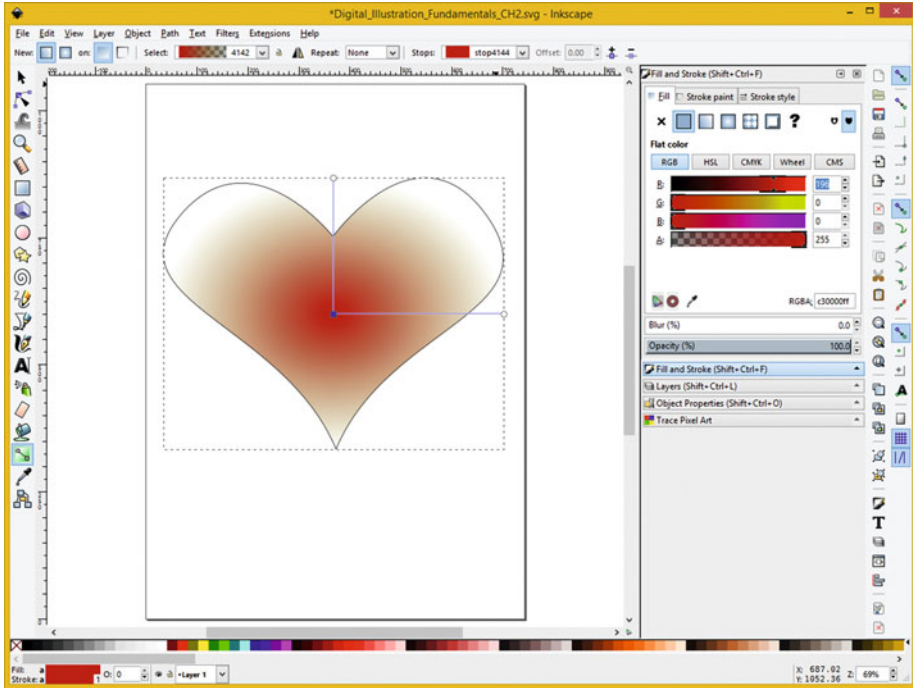 *Digital_Illustration_Fundamentals_CH2.svg - Inkscape
File Edit View Layer Object Path Text Filters Extensions Help
New: on: Select: 4142 Repeat: None Stops: stop4144 Offset: 0.00
Fill and Stroke (Shift+Ctrl+F)
Fill Stroke paint Stroke style
?
Flat color
RGB HSL CMYK Wheel CMS
R: 195
G: 0
B: 0
A: 255
RGBA: c30000ff
Blur (%) 0.0
Opacity (%) 100.0
Fill and Stroke (Shift+Ctrl+F)
Layers (Shift+Ctrl+L)
Object Properties (Shift+Ctrl+O)
Trace Pixel Art
Fill: a
Stroke: a 1 O: 0 •Layer 1
X: 687.02
Y: 1052.36 Z: 69%